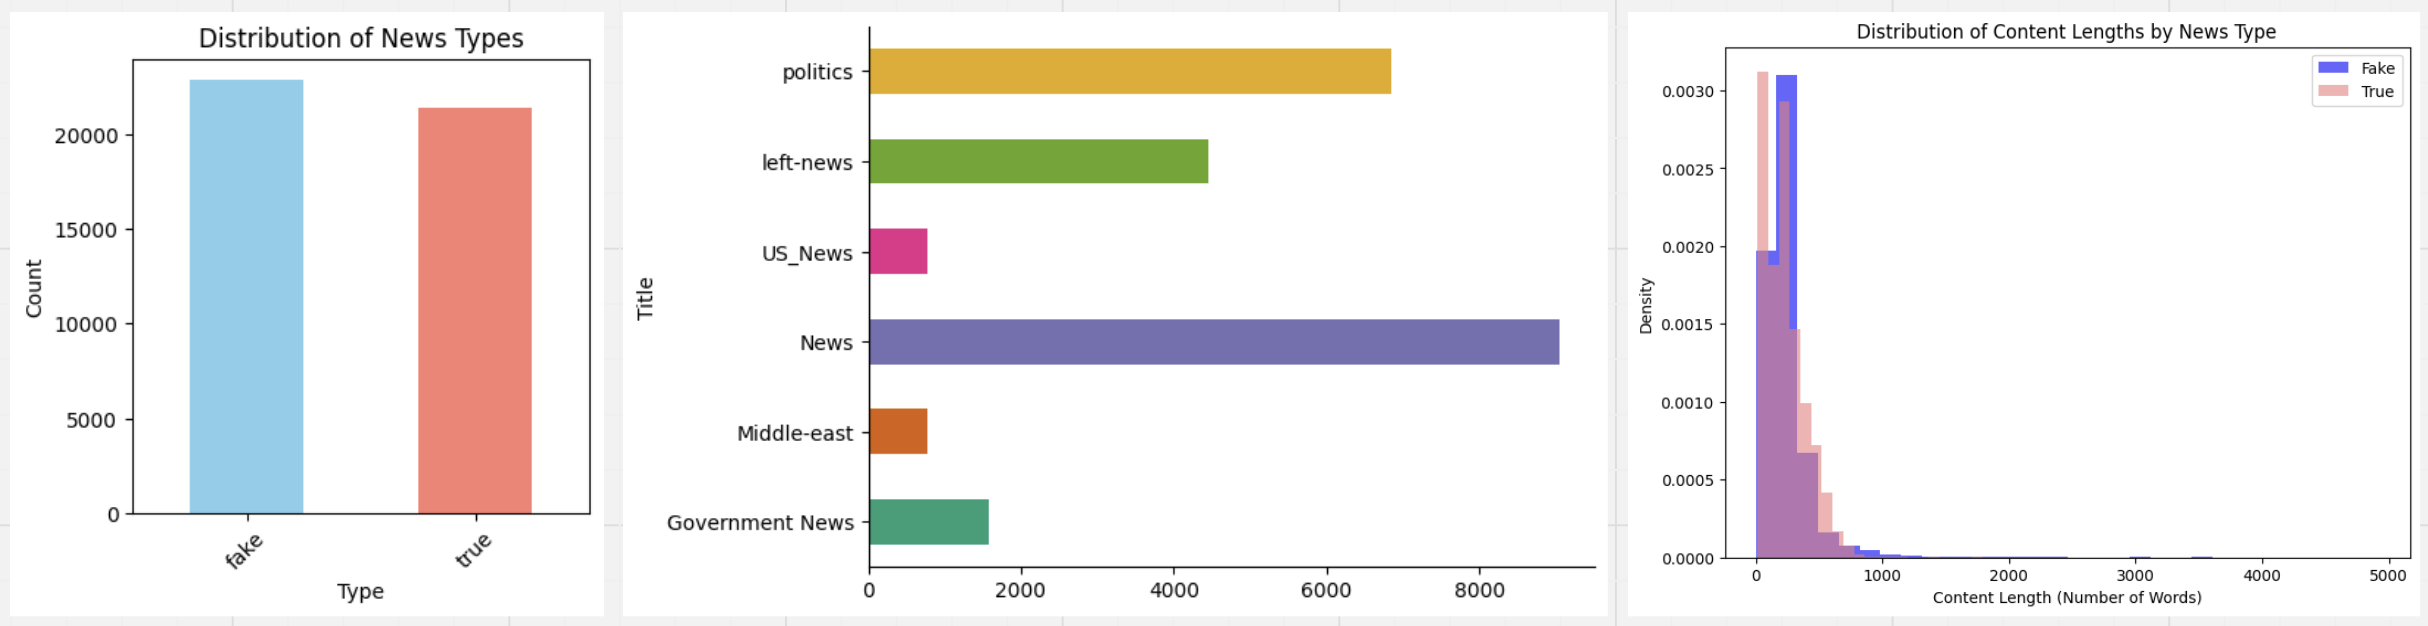 Distribution of News Types
20000
15000
10000
5000
0
Count
fake
true
Type
politics
left-news
US_News
News
Middle-east
Government News
Title
0 2000 4000 6000 8000
Distribution of Content Lengths by News Type
Fake
True
0.0030
0.0025
0.0020
0.0015
0.0010
0.0005
0.0000
Density
0 1000 2000 3000 4000 5000
Content Length (Number of Words)